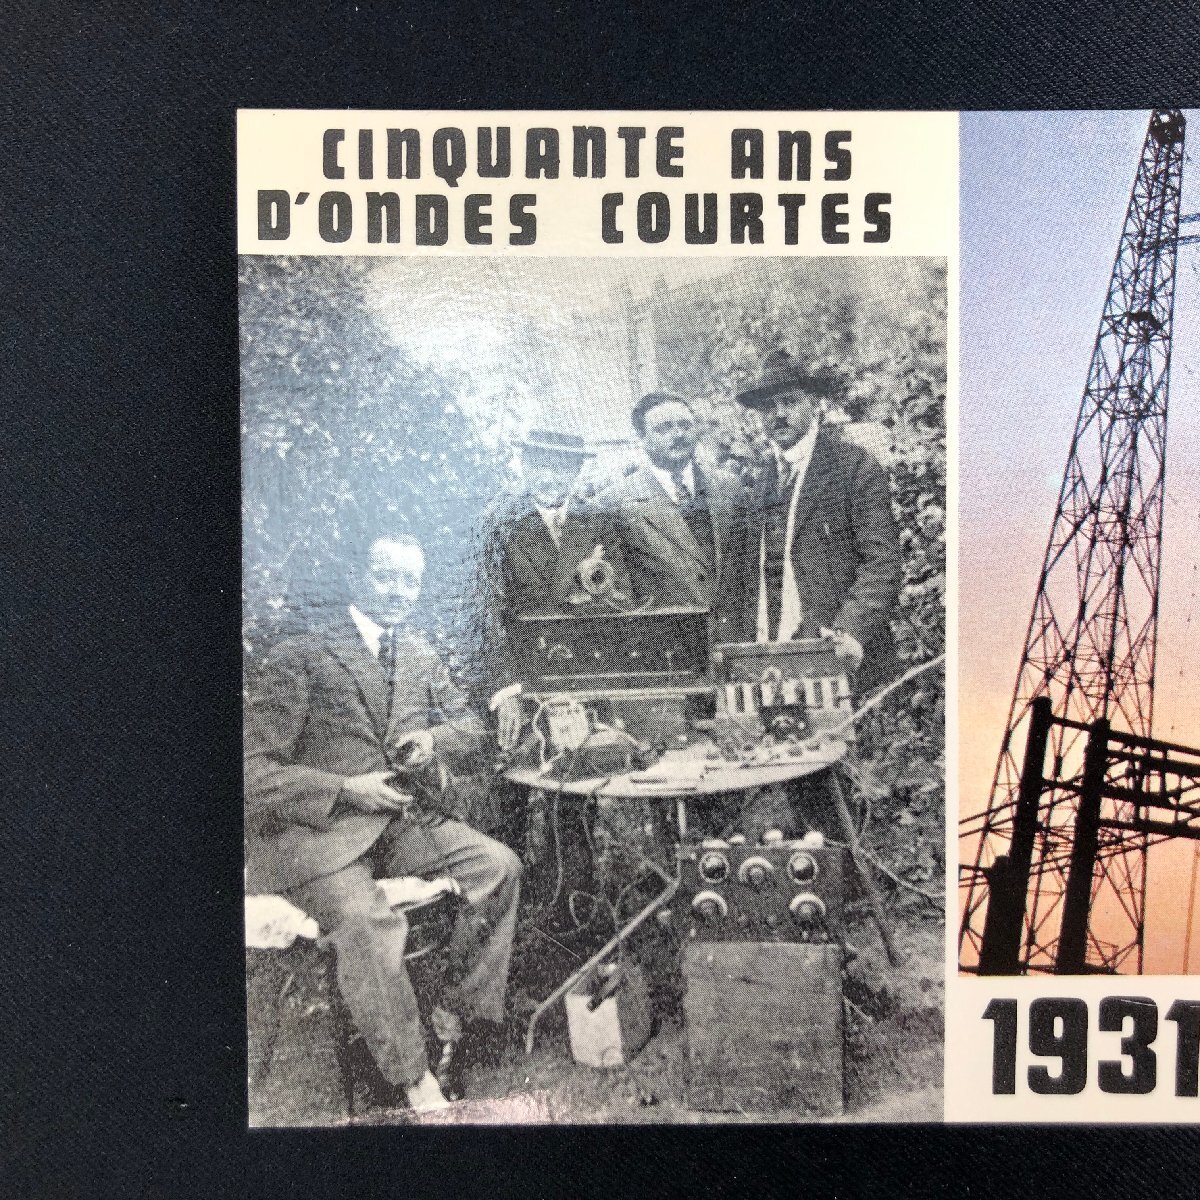 CINQUANTE ANS
D'ONDES COURTES
1931